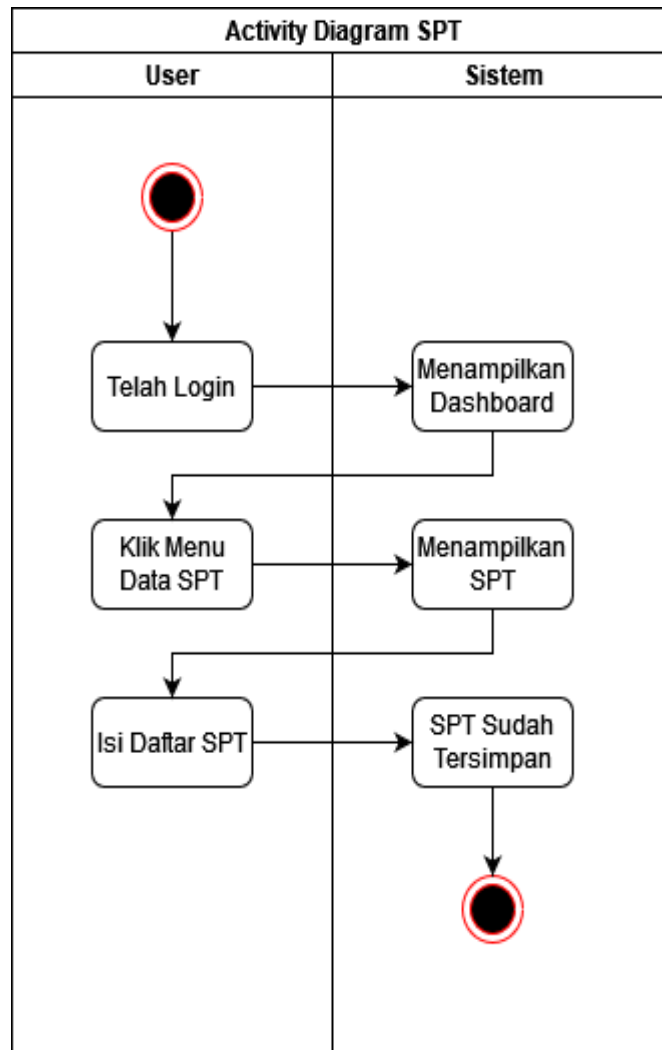 Activity Diagram SPT
User
Sistem
Telah Login
Menampilkan
Dashboard
Klik Menu
Data SPT
Menampilkan
SPT
Isi Daftar SPT
SPT Sudah
Tersimpan